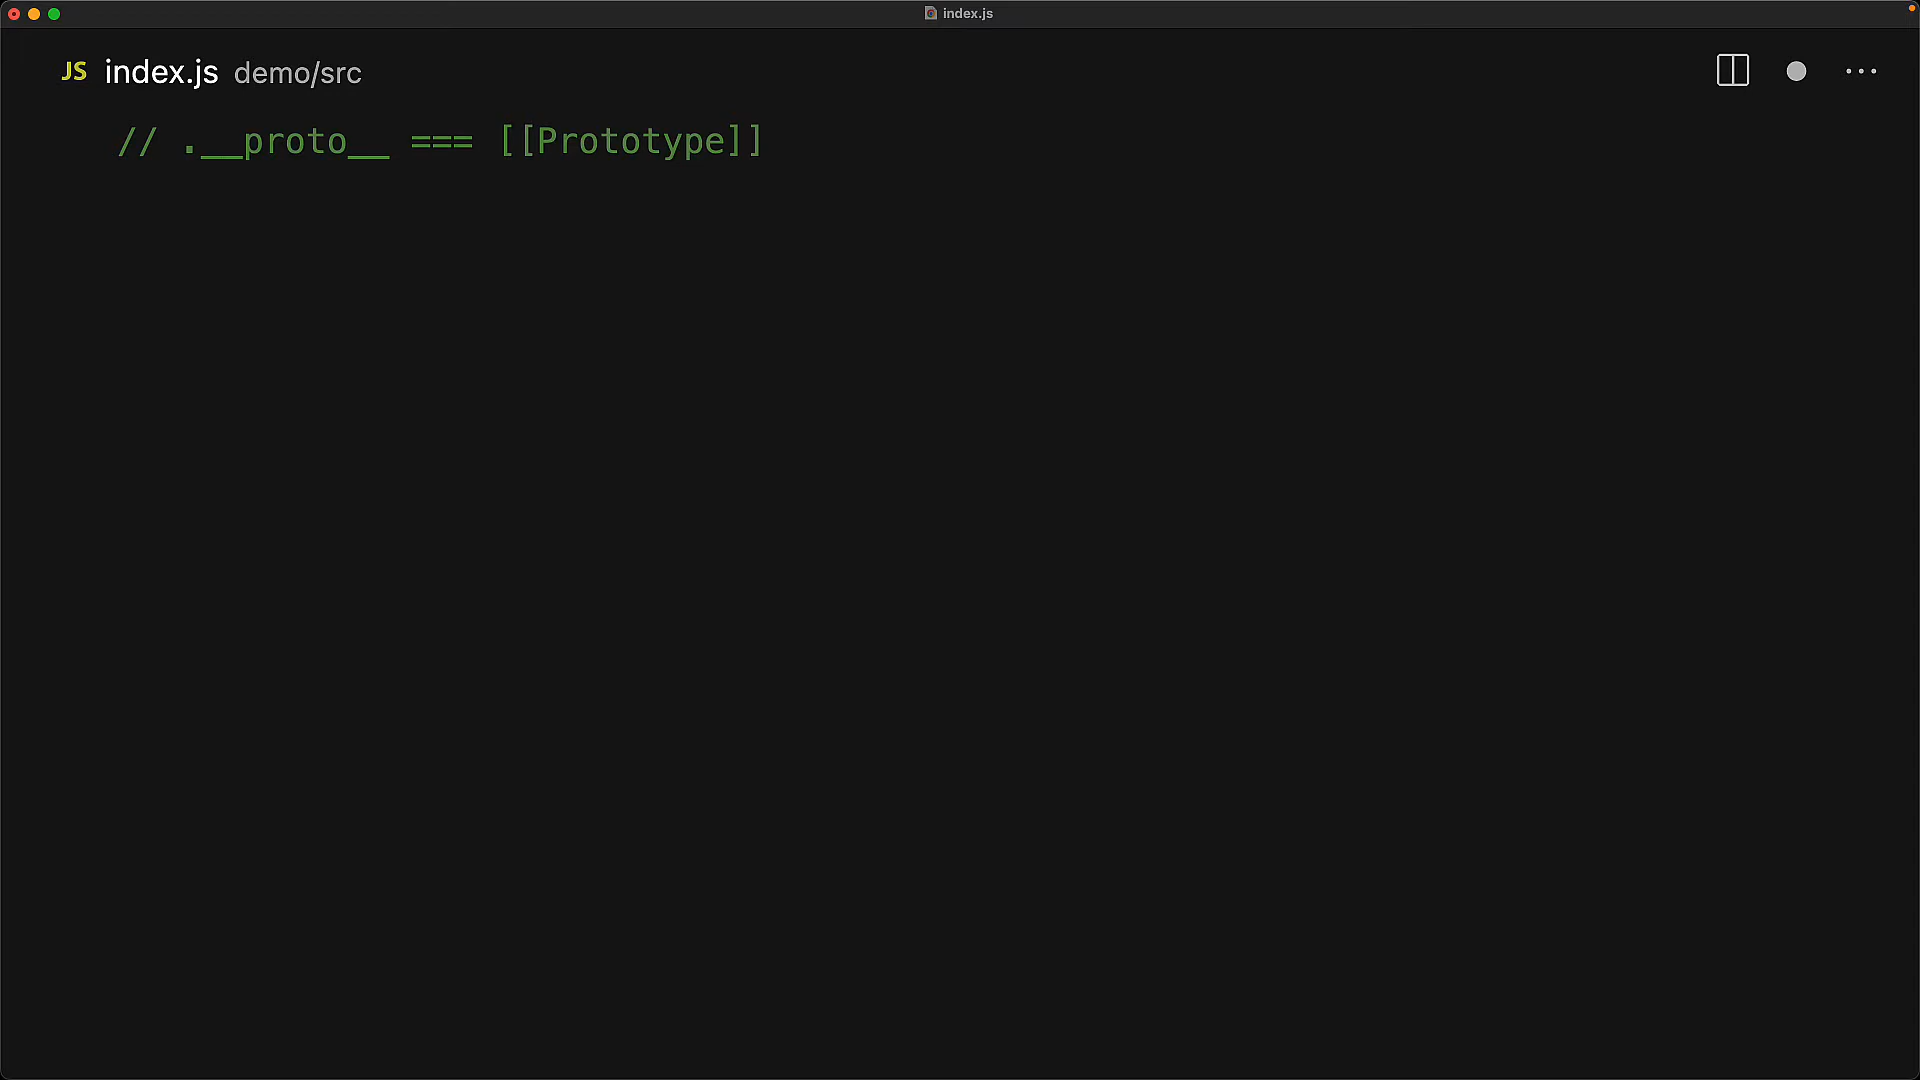 index.js
JS index.js demo/src
// .__proto__ === [[Prototype]]